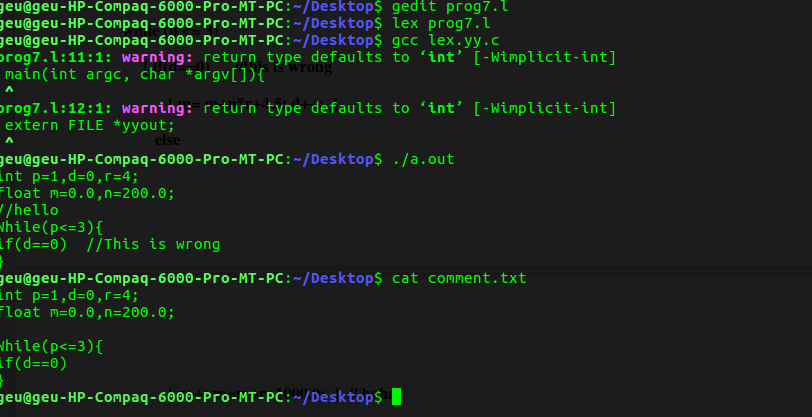 geu@geu-HP-Compaq-6000-Pro-MT-PC:~/Desktop$ gedit prog7.l
geu@geu-HP-Compaq-6000-Pro-MT-PC:~/Desktop$ lex prog7.l
geu@geu-HP-Compaq-6000-Pro-MT-PC:~/Desktop$ gcc lex.yy.c
prog7.l:11:1: warning: return type defaults to ‘int’ [-Wimplicit-int]
main(int argc, char *argv[]){
^
prog7.l:12:1: warning: return type defaults to ‘int’ [-Wimplicit-int]
extern FILE *yyout;
^
else
geu@geu-HP-Compaq-6000-Pro-MT-PC:~/Desktop$ ./a.out
int p=1,d=0,r=4;
float m=0.0,n=200.0;
//hello
While(p<=3){
if(d==0)  //This is wrong
}
geu@geu-HP-Compaq-6000-Pro-MT-PC:~/Desktop$ cat comment.txt
int p=1,d=0,r=4;
float m=0.0,n=200.0;
While(p<=3){
if(d==0)
}
geu@geu-HP-Compaq-6000-Pro-MT-PC:~/Desktop$